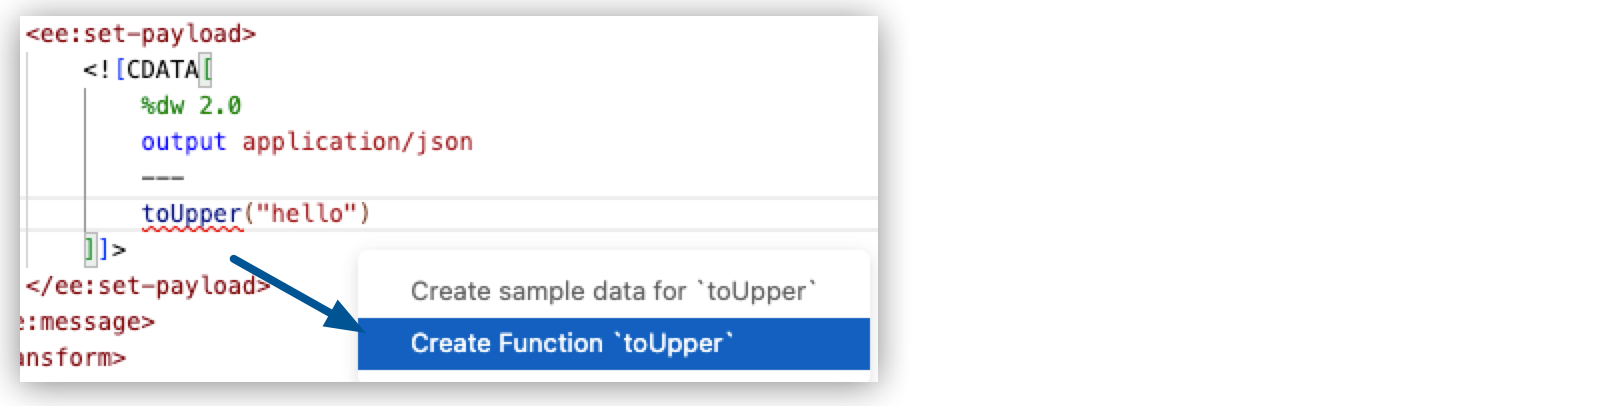 <ee:set-payload>
<![CDATA[
%dw 2.0
output application/json
---
toUpper("hello")
]]>
</ee:set-payload>
e:message>
ansform>
Create sample data for `toUpper`
Create Function `toUpper`